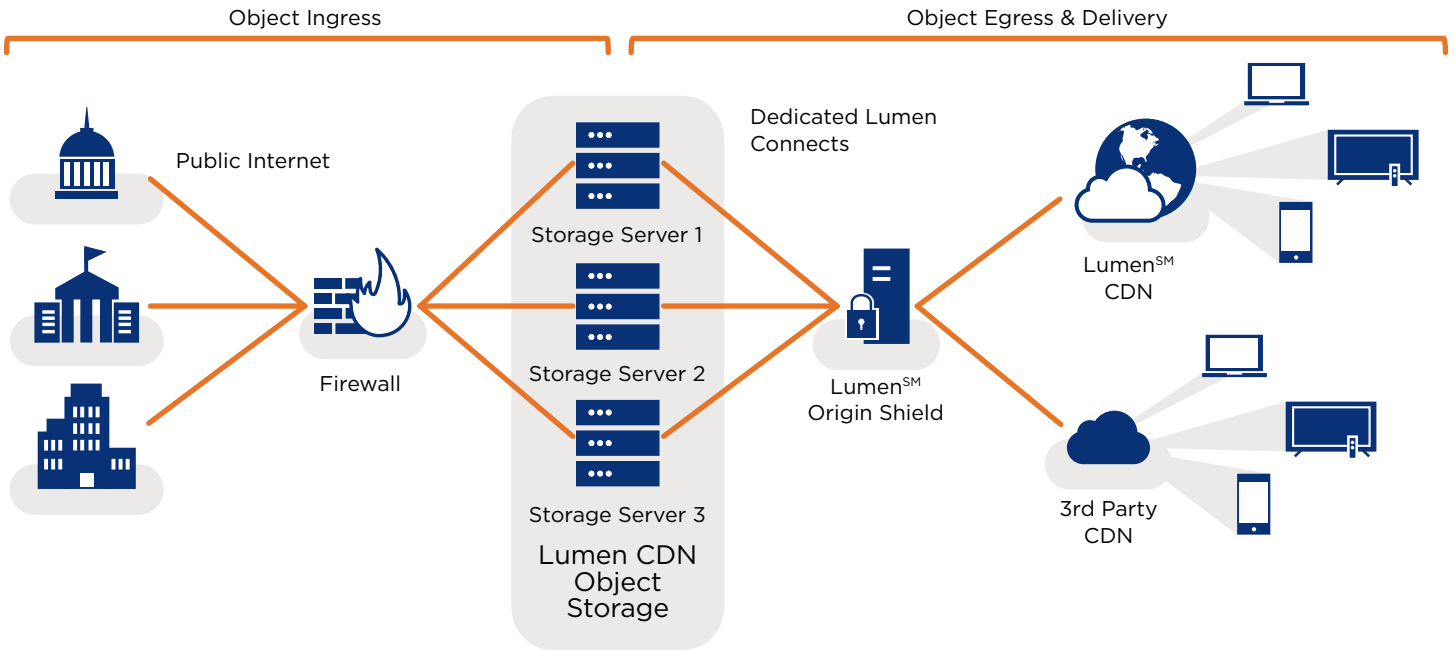 Object Ingress
Object Egress & Delivery
Public Internet
Dedicated Lumen
Connects
Storage Server 1
Storage Server 2
Storage Server 3
Lumen CDN
Object
Storage
Firewall
Lumen℠
Origin Shield
Lumen℠
CDN
3rd Party
CDN